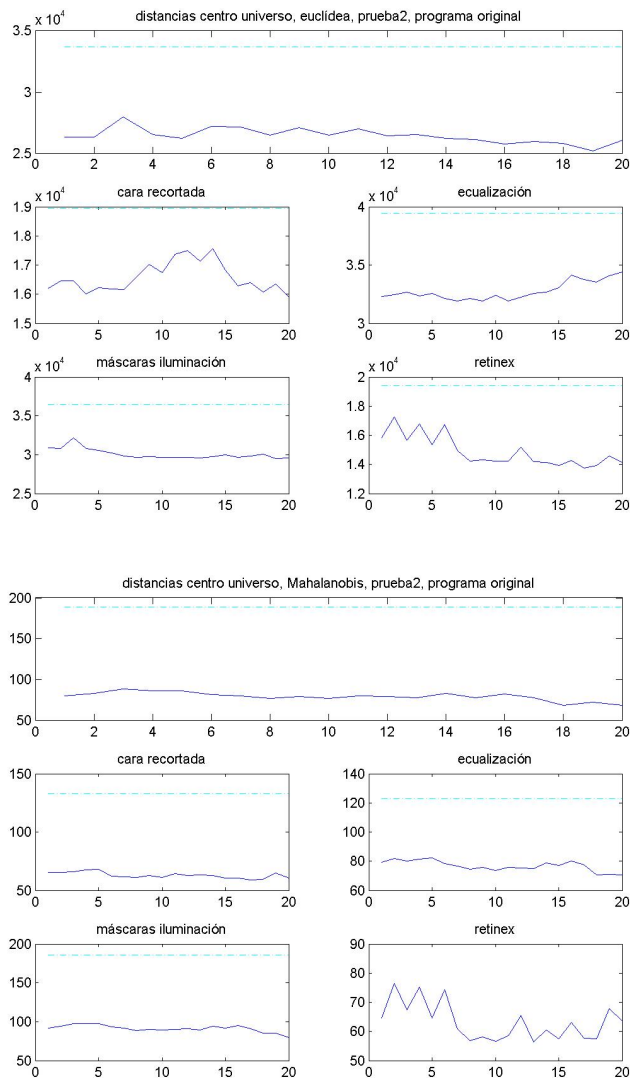 distancias centro universo, euclídea, prueba2, programa original
x 10^4
3.5
3
2.5
0 2 4 6 8 10 12 14 16 18 20
cara recortada
x 10^4
1.9
1.8
1.7
1.6
1.5
0 5 10 15 20
ecualización
x 10^4
4
3.5
3
0 5 10 15 20
máscaras iluminación
x 10^4
4
3.5
3
2.5
0 5 10 15 20
retinex
x 10^4
2
1.8
1.6
1.4
1.2
0 5 10 15 20
distancias centro universo, Mahalanobis, prueba2, programa original
200
150
100
50
0 2 4 6 8 10 12 14 16 18 20
cara recortada
150
100
50
0 5 10 15 20
ecualización
140
120
100
80
60
0 5 10 15 20
máscaras iluminación
200
150
100
50
0 5 10 15 20
retinex
90
80
70
60
50
0 5 10 15 20